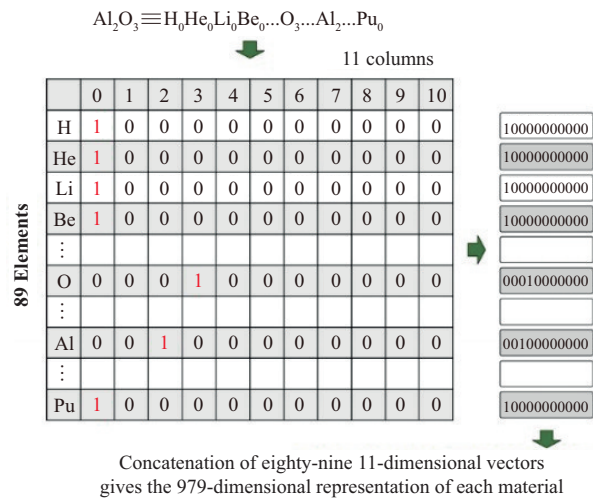 Al₂O₃≡H₀He₀Li₀Be₀...O₃...Al₂...Pu₀
11 columns
0 1 2 3 4 5 6 7 8 9 10
H 1 0 0 0 0 0 0 0 0 0 0 10000000000
He 1 0 0 0 0 0 0 0 0 0 0 10000000000
Li 1 0 0 0 0 0 0 0 0 0 0 10000000000
Be 1 0 0 0 0 0 0 0 0 0 0 10000000000
⋮
O 0 0 0 1 0 0 0 0 0 0 0 00010000000
⋮
Al 0 0 1 0 0 0 0 0 0 0 0 00100000000
⋮
Pu 1 0 0 0 0 0 0 0 0 0 0 10000000000
89 Elements
Concatenation of eighty-nine 11-dimensional vectors
gives the 979-dimensional representation of each material